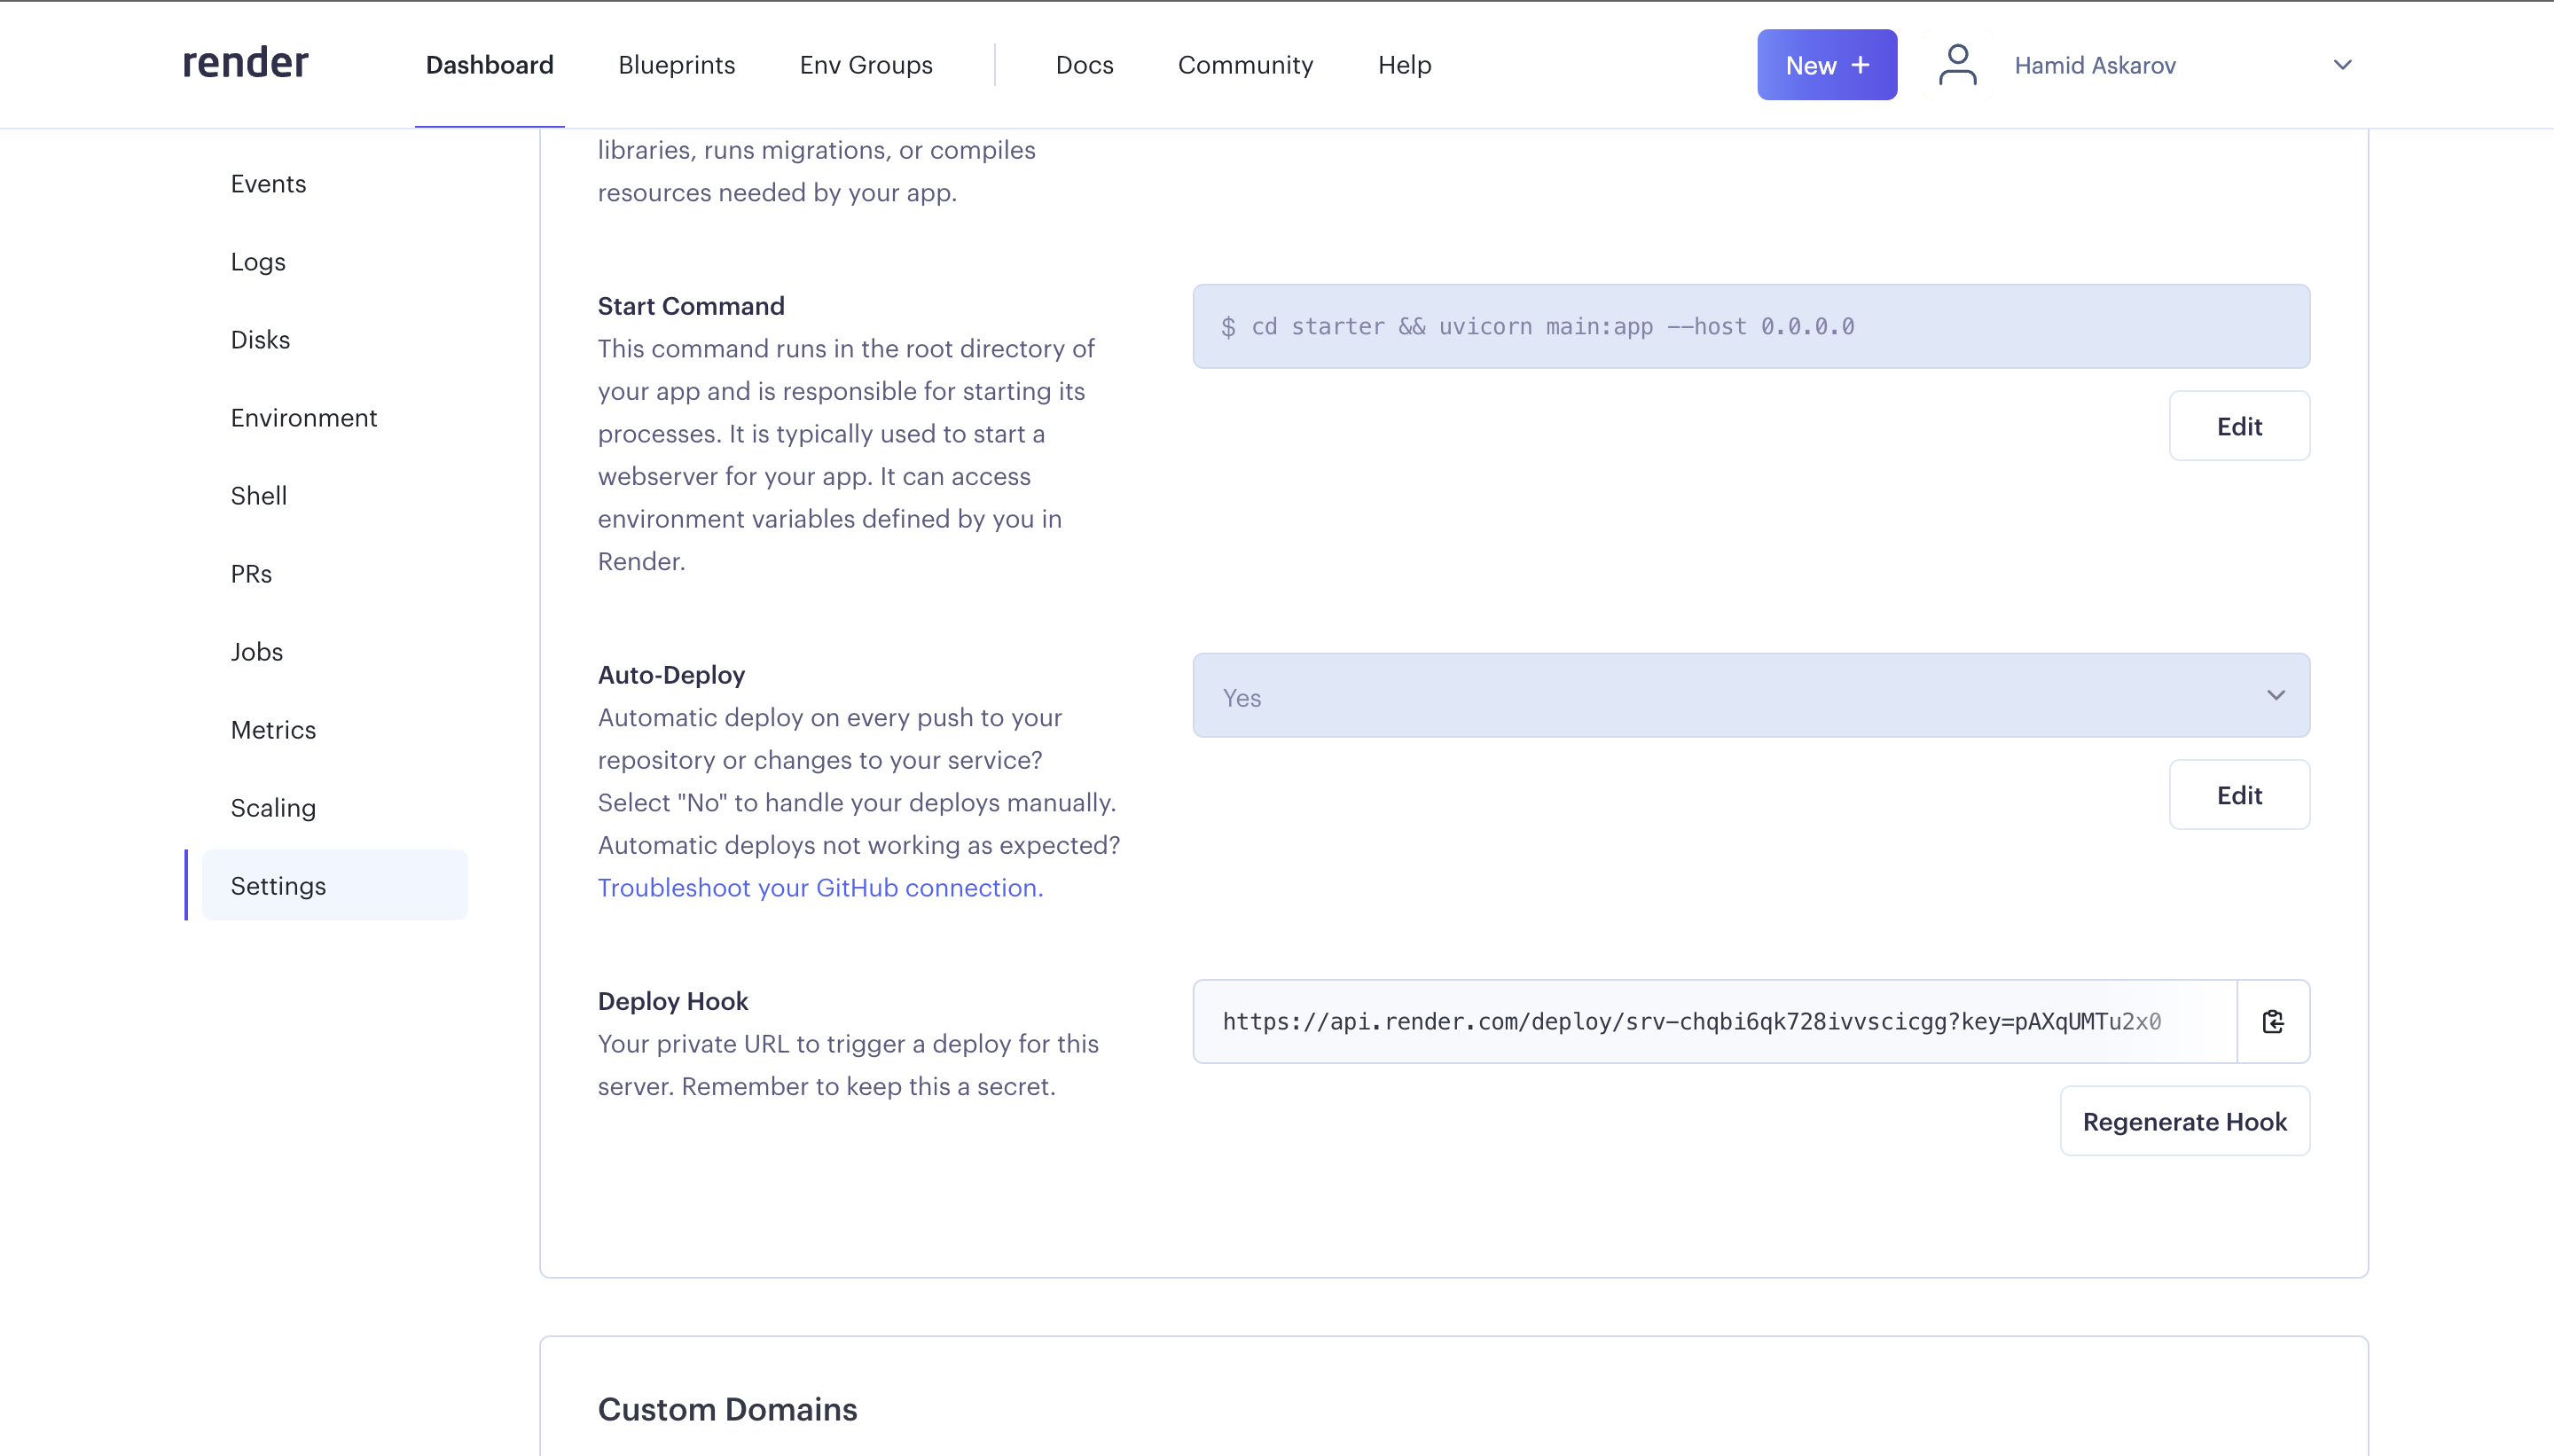 render
Dashboard
Blueprints
Env Groups
Docs
Community
Help
New +
Hamid Askarov
Events
Logs
Disks
Environment
Shell
PRs
Jobs
Metrics
Scaling
Settings
libraries, runs migrations, or compiles
resources needed by your app.
Start Command
This command runs in the root directory of
your app and is responsible for starting its
processes. It is typically used to start a
webserver for your app. It can access
environment variables defined by you in
Render.
$ cd starter && uvicorn main:app --host 0.0.0.0
Edit
Auto-Deploy
Automatic deploy on every push to your
repository or changes to your service?
Select "No" to handle your deploys manually.
Automatic deploys not working as expected?
Troubleshoot your GitHub connection.
Yes
Edit
Deploy Hook
Your private URL to trigger a deploy for this
server. Remember to keep this a secret.
https://api.render.com/deploy/srv-chqbi6qk728ivvscicgg?key=pAXqUMTu2x0
Regenerate Hook
Custom Domains